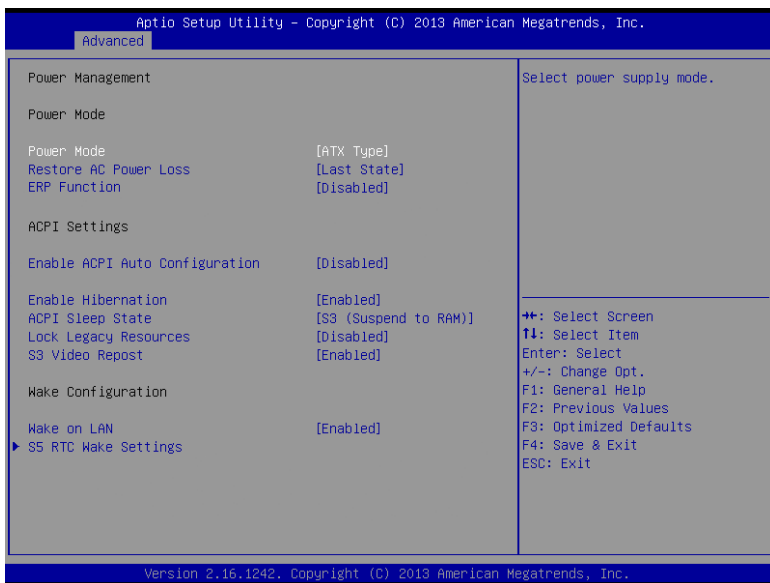 Aptio Setup Utility – Copyright (C) 2013 American Megatrends, Inc.
Advanced
Power Management
Power Mode
Power Mode [ATX Type]
Restore AC Power Loss [Last State]
ERP Function [Disabled]
ACPI Settings
Enable ACPI Auto Configuration [Disabled]
Enable Hibernation [Enabled]
ACPI Sleep State [S3 (Suspend to RAM)]
Lock Legacy Resources [Disabled]
S3 Video Repost [Enabled]
Wake Configuration
Wake on LAN [Enabled]
▶ S5 RTC Wake Settings
Select power supply mode.
→←: Select Screen
↑↓: Select Item
Enter: Select
+/-: Change Opt.
F1: General Help
F2: Previous Values
F3: Optimized Defaults
F4: Save & Exit
ESC: Exit
Version 2.16.1242. Copyright (C) 2013 American Megatrends, Inc.